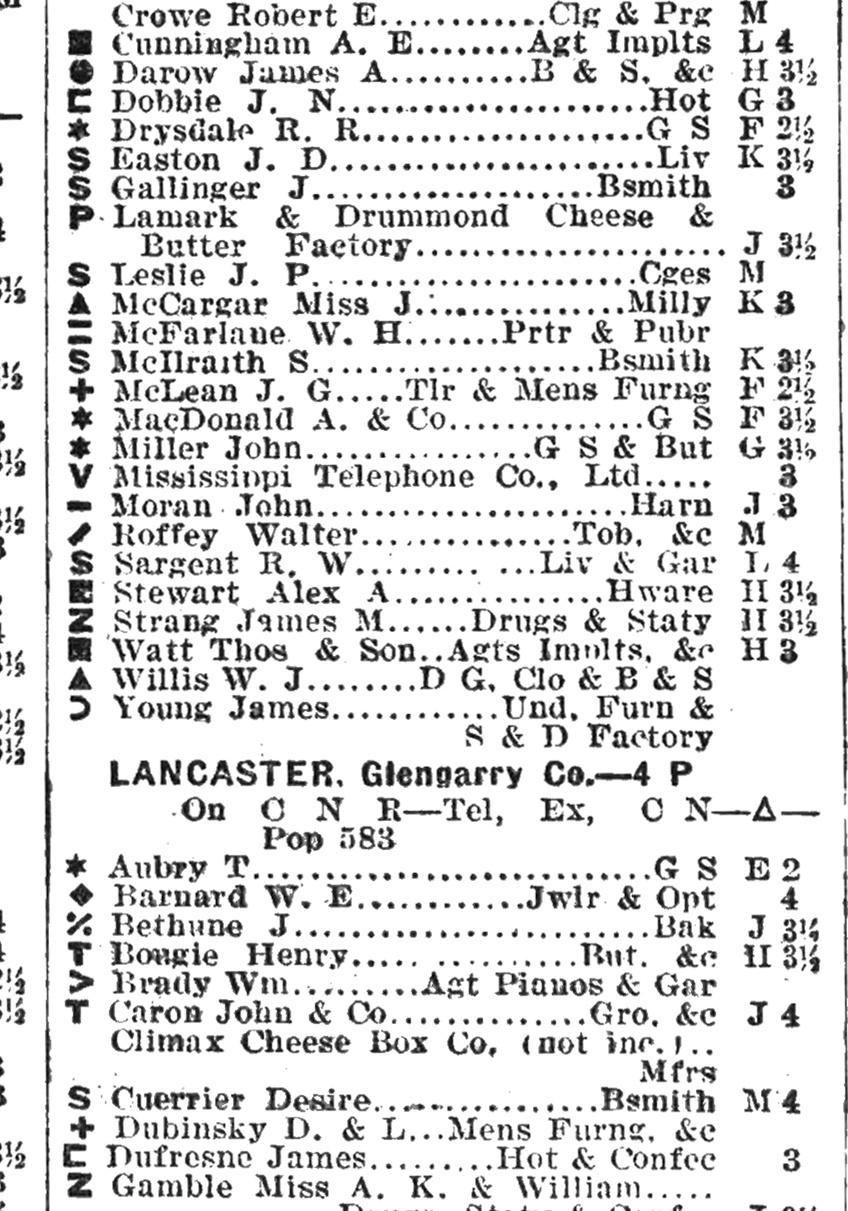 Crowe Robert E............Clg & Prg M
Cunningham A. E........Agt Implts L 4
Darow James A..........B & S, &c H 3½
Dobbie J. N......................Hot G 3
Drysdale R. R....................G S F 2½
S Easton J. D.......................Liv K 3½
S Gallinger J....................Bsmith 3
P Lamark & Drummond Cheese &
Butter Factory...................... J 3½
S Leslie J. P.......................Cges M
▲ McCargar Miss J...............Milly K 3
= McFarlane W. H.......Prtr & Pubr
S McIlraith S....................Bsmith K 3½
+ McLean J. G.....Tlr & Mens Furng F 2½
* MacDonald A. & Co..............G S F 3½
* Miller John................G S & But G 3½
V Mississippi Telephone Co., Ltd..... 3
- Moran John......................Harn J 3
Roffey Walter...............Tob, &c M
S Sargent R. W......... ...Liv & Gar L 4
E Stewart Alex A................Hware H 3½
Z Strang James M......Drugs & Staty H 3½
Watt Thos & Son..Agts Implts, &c H 3
▲ Willis W. J........D G, Clo & B & S
Young James............Und, Furn &
S & D Factory
LANCASTER, Glengarry Co.—4 P
On C N R—Tel, Ex, C N—Δ—
Pop 583
* Aubry T............................G S E 2
◆ Barnard W. E............Jwlr & Opt 4
% Bethune J.........................Bak J 3½
T Bougie Henry..... ..........But, &c H 3½
> Brady Wm.........Agt Pianos & Gar
T Caron John & Co..............Gro, &c J 4
Climax Cheese Box Co, (not inc.)..
Mfrs
S Cuerrier Desire................Bsmith M 4
+ Dubinsky D. & L...Mens Furng, &c
Dufresne James.........Hot & Confec 3
Z Gamble Miss A. K. & William.....